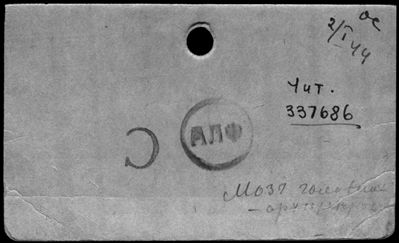 ос
2/I 44
Чит.
337686
АЛФ
С
Мозг головной